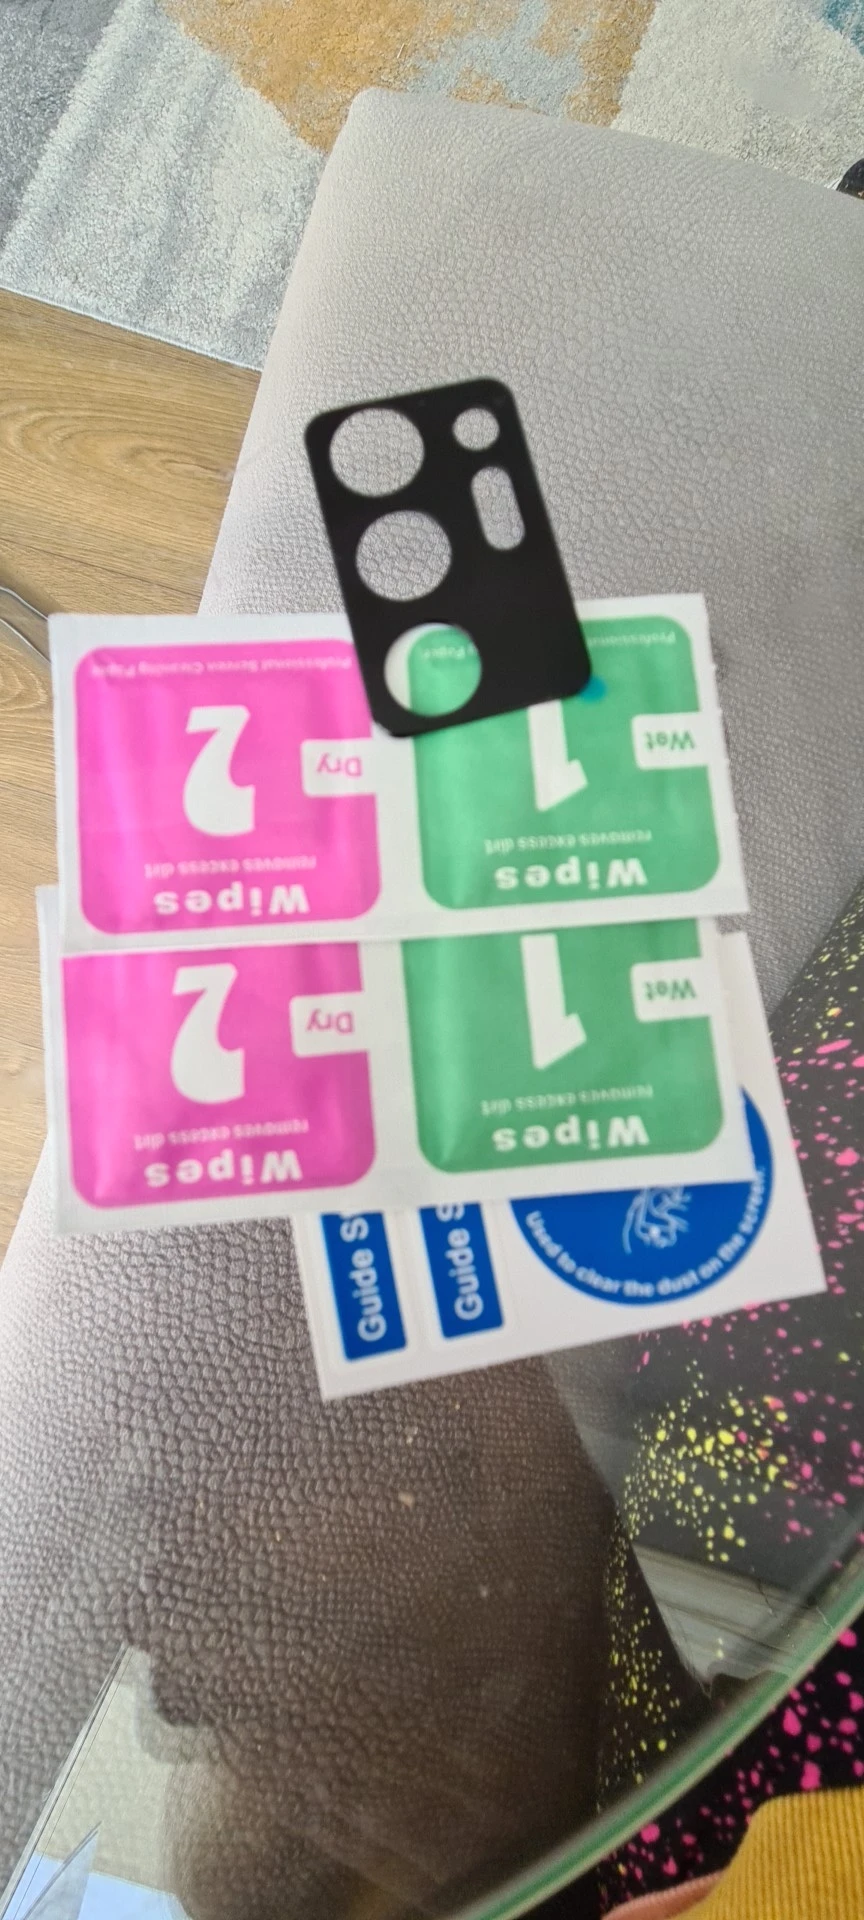 Wipes
removes excess dirt
1
Wet
Wipes
removes excess dirt
2
Dry
Professional Screen Cleaning Paper
Wipes
removes excess dirt
1
Wet
Professional
Paper
Wipes
removes excess dirt
2
Dry
Guide S
Guide S
Used to clear the dust on the screen.